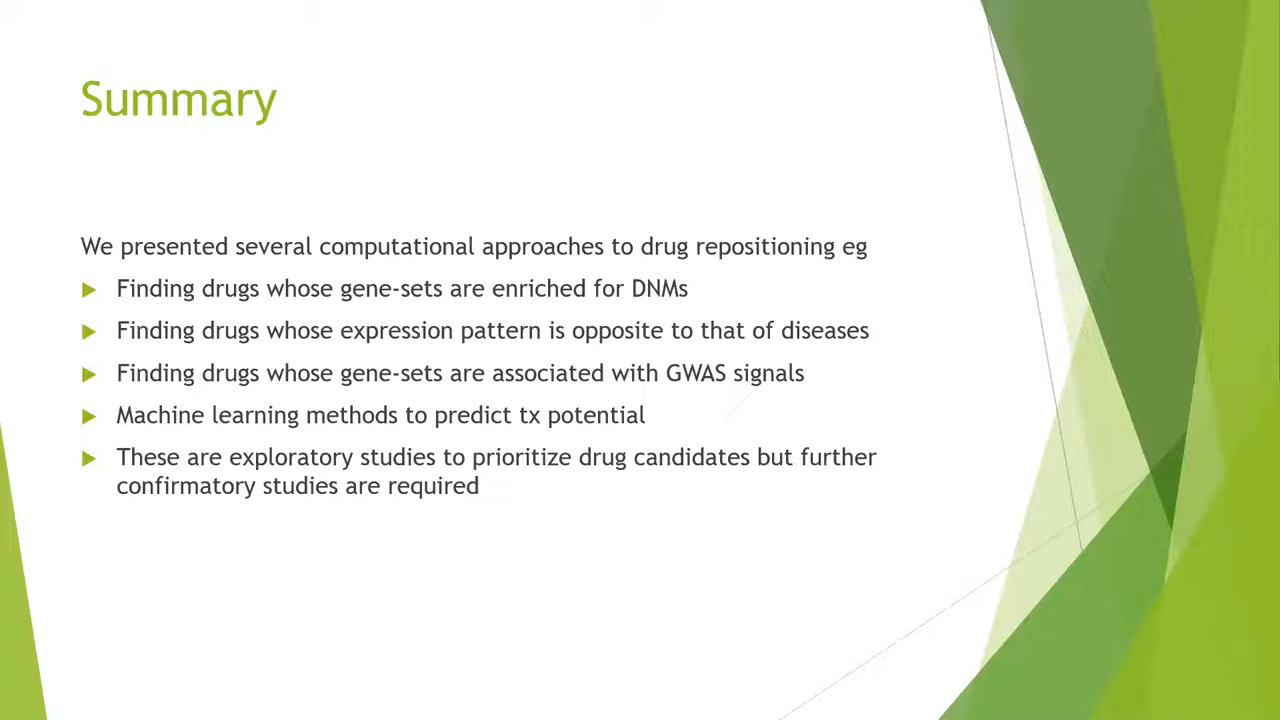 Summary
We presented several computational approaches to drug repositioning eg
Finding drugs whose gene-sets are enriched for DNMs
Finding drugs whose expression pattern is opposite to that of diseases
Finding drugs whose gene-sets are associated with GWAS signals
Machine learning methods to predict tx potential
These are exploratory studies to prioritize drug candidates but further
confirmatory studies are required